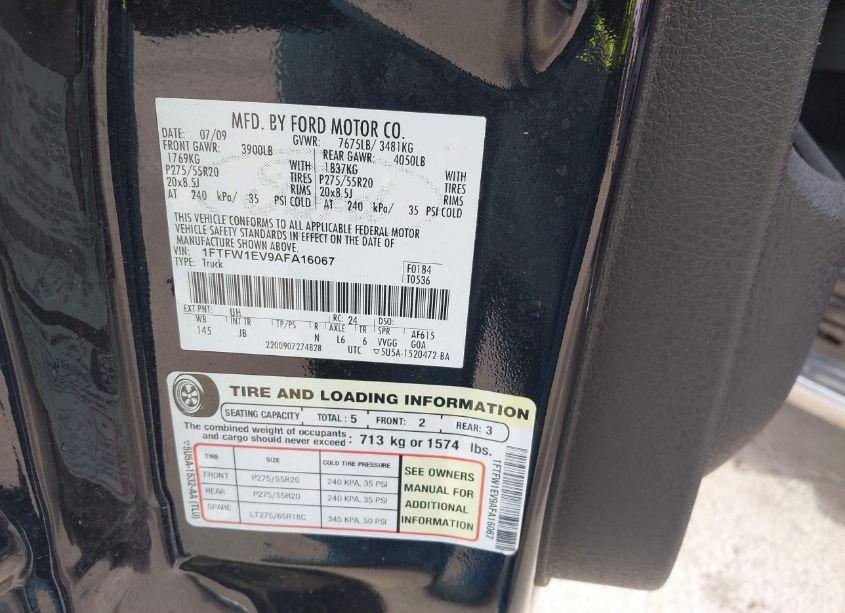 MFD. BY FORD MOTOR CO.
DATE: 07/09 GVWR: 7675LB/ 3481KG
FRONT GAWR: 3900LB REAR GAWR: 4050LB
1769KG WITH 1837KG WITH
P275/55R20 TIRES P275/55R20 TIRES
20x8.5J RIMS 20x8.5J RIMS
AT 240 kPa/ 35 PSI COLD AT 240 kPa/ 35 PSI COLD
THIS VEHICLE CONFORMS TO ALL APPLICABLE FEDERAL MOTOR
VEHICLE SAFETY STANDARDS IN EFFECT ON THE DATE OF
MANUFACTURE SHOWN ABOVE.
VIN: 1FTFW1EV9AFA16067
TYPE: Truck
F0184
T0536
EXT PNT: UH RC: 24 DSO:
WB INT TR TP/PS R AXLE TR SPR AF615
145 JB N L6 6 VVGG GOA
2200907274828 UTC ▽5U5A-1520472-BA
TIRE AND LOADING INFORMATION
SEATING CAPACITY TOTAL: 5 FRONT: 2 REAR: 3
The combined weight of occupants
and cargo should never exceed: 713 kg or 1574 lbs.
TIRE SIZE COLD TIRE PRESSURE
FRONT P275/55R20 240 KPA, 35 PSI
REAR P275/55R20 240 KPA, 35 PSI
SPARE LT275/65R18C 345 KPA, 50 PSI
SEE OWNERS
MANUAL FOR
ADDITIONAL
INFORMATION
▽5U5A-1532-AA (TLU)
1FTFW1EV9AFA16067